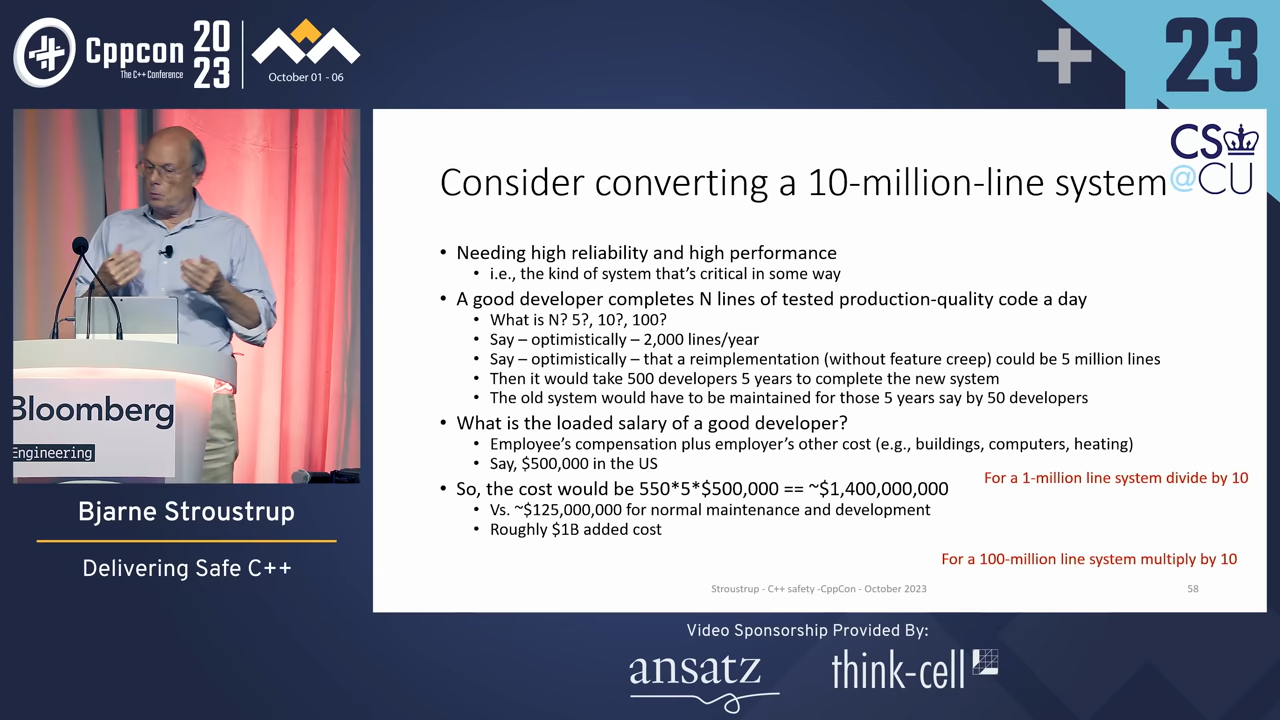 Cppcon
The C++ Conference
20
23
October 01 - 06
23
CS
@CU
Consider converting a 10-million-line system
• Needing high reliability and high performance
• i.e., the kind of system that's critical in some way
• A good developer completes N lines of tested production-quality code a day
• What is N? 5?, 10?, 100?
• Say – optimistically – 2,000 lines/year
• Say – optimistically – that a reimplementation (without feature creep) could be 5 million lines
• Then it would take 500 developers 5 years to complete the new system
• The old system would have to be maintained for those 5 years say by 50 developers
• What is the loaded salary of a good developer?
• Employee's compensation plus employer's other cost (e.g., buildings, computers, heating)
• Say, $500,000 in the US
For a 1-million line system divide by 10
• So, the cost would be 550*5*$500,000 == ~$1,400,000,000
• Vs. ~$125,000,000 for normal maintenance and development
• Roughly $1B added cost
For a 100-million line system multiply by 10
Stroustrup - C++ safety -CppCon - October 2023
58
Bloomberg
Engineering
Bjarne Stroustrup
Delivering Safe C++
Video Sponsorship Provided By:
ansatz
think-cell